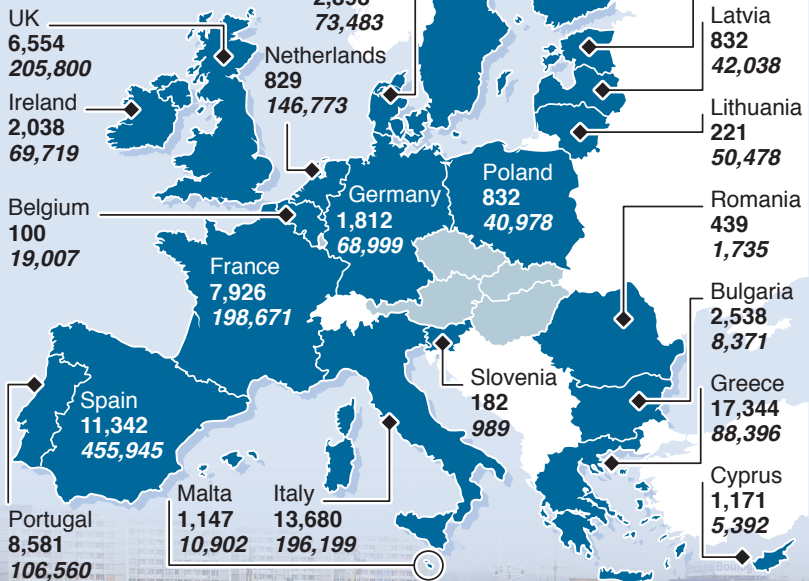 2,898
73,483
UK
6,554
205,800
Netherlands
829
146,773
Ireland
2,038
69,719
Latvia
832
42,038
Lithuania
221
50,478
Belgium
100
19,007
Germany
1,812
68,999
Poland
832
40,978
Romania
439
1,735
France
7,926
198,671
Bulgaria
2,538
8,371
Slovenia
182
989
Greece
17,344
88,396
Spain
11,342
455,945
Cyprus
1,171
5,392
Portugal
8,581
106,560
Malta
1,147
10,902
Italy
13,680
196,199